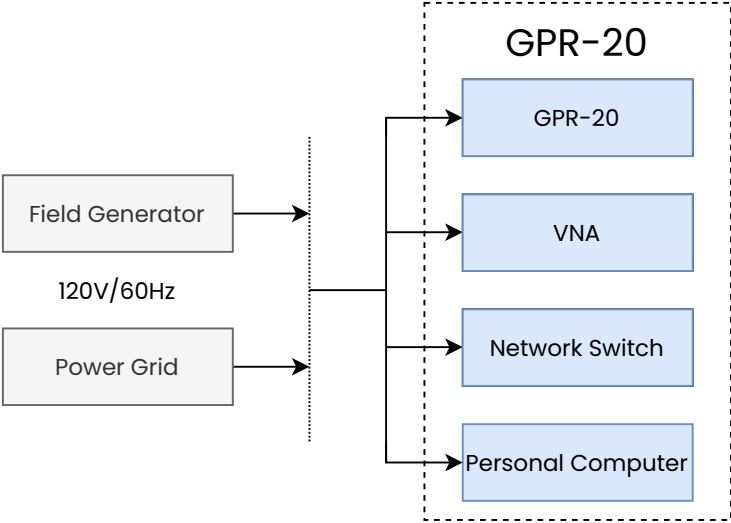 GPR-20
GPR-20
Field Generator
VNA
120V/60Hz
Network Switch
Power Grid
Personal Computer